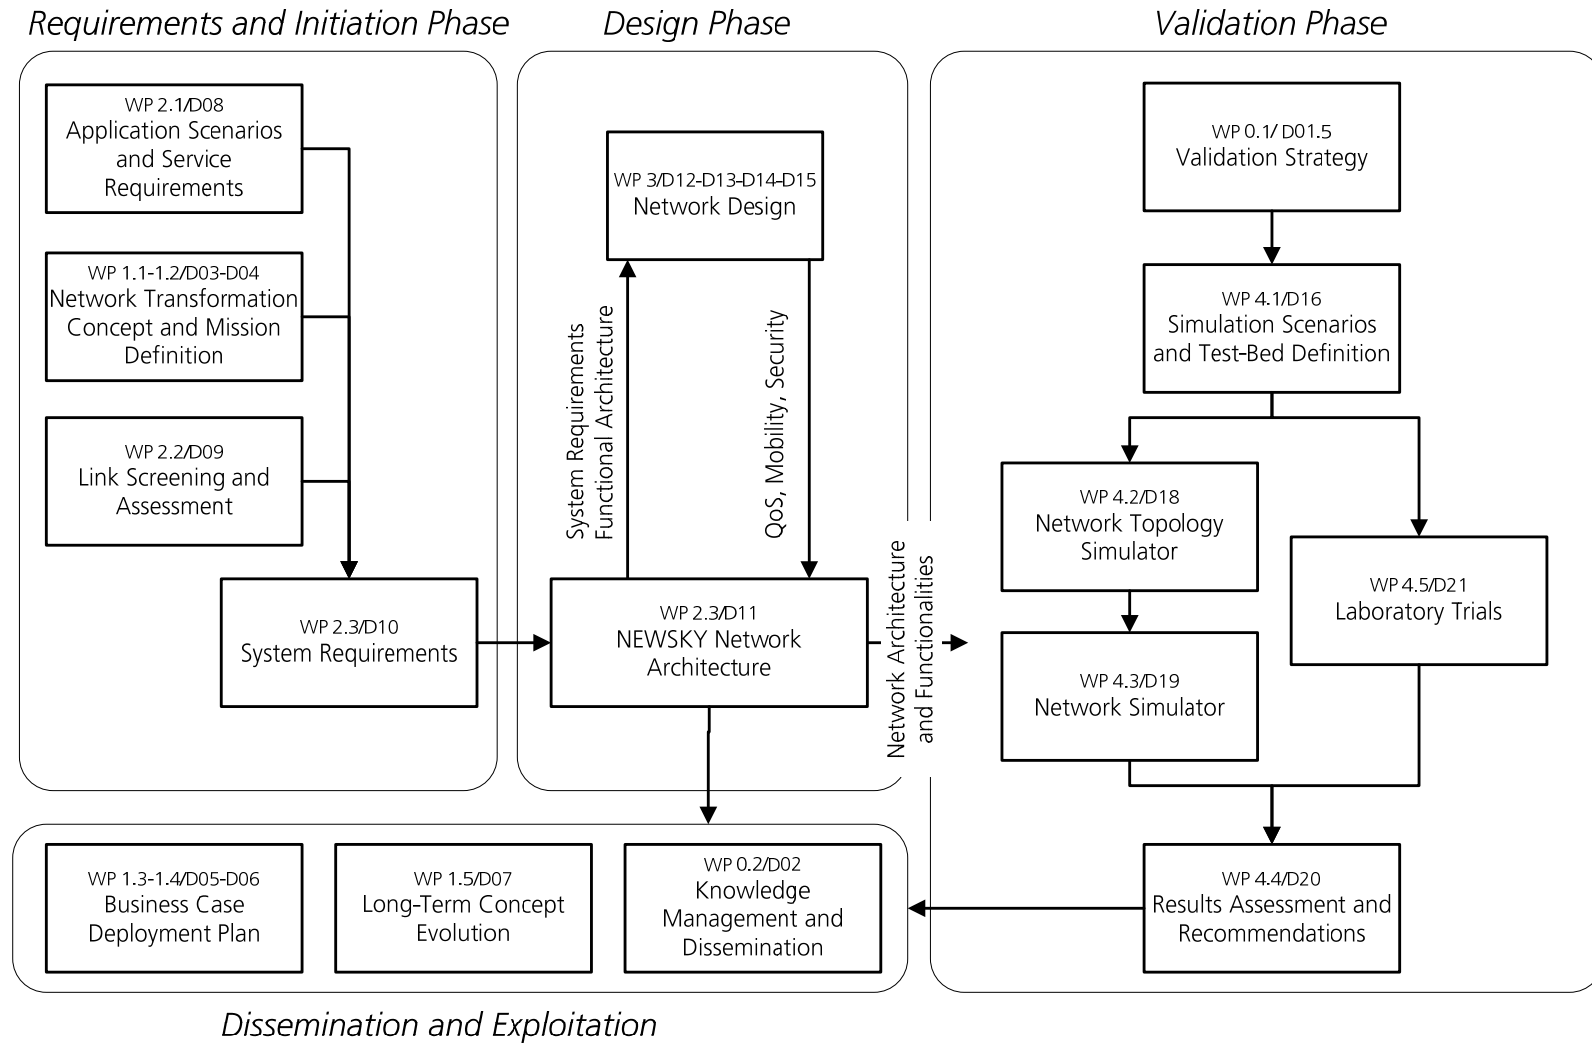 Requirements and Initiation Phase
Design Phase
Validation Phase
WP 2.1/D08
Application Scenarios
and Service
Requirements
WP 1.1-1.2/D03-D04
Network Transformation
Concept and Mission
Definition
WP 2.2/D09
Link Screening and
Assessment
WP 2.3/D10
System Requirements
WP 3/D12-D13-D14-D15
Network Design
System Requirements
Functional Architecture
QoS, Mobility, Security
WP 2.3/D11
NEWSKY Network
Architecture
Network Architecture
and Functionalities
WP 0.1/ D01.5
Validation Strategy
WP 4.1/D16
Simulation Scenarios
and Test-Bed Definition
WP 4.2/D18
Network Topology
Simulator
WP 4.5/D21
Laboratory Trials
WP 4.3/D19
Network Simulator
WP 4.4/D20
Results Assessment and
Recommendations
WP 1.3-1.4/D05-D06
Business Case
Deployment Plan
WP 1.5/D07
Long-Term Concept
Evolution
WP 0.2/D02
Knowledge
Management and
Dissemination
Dissemination and Exploitation